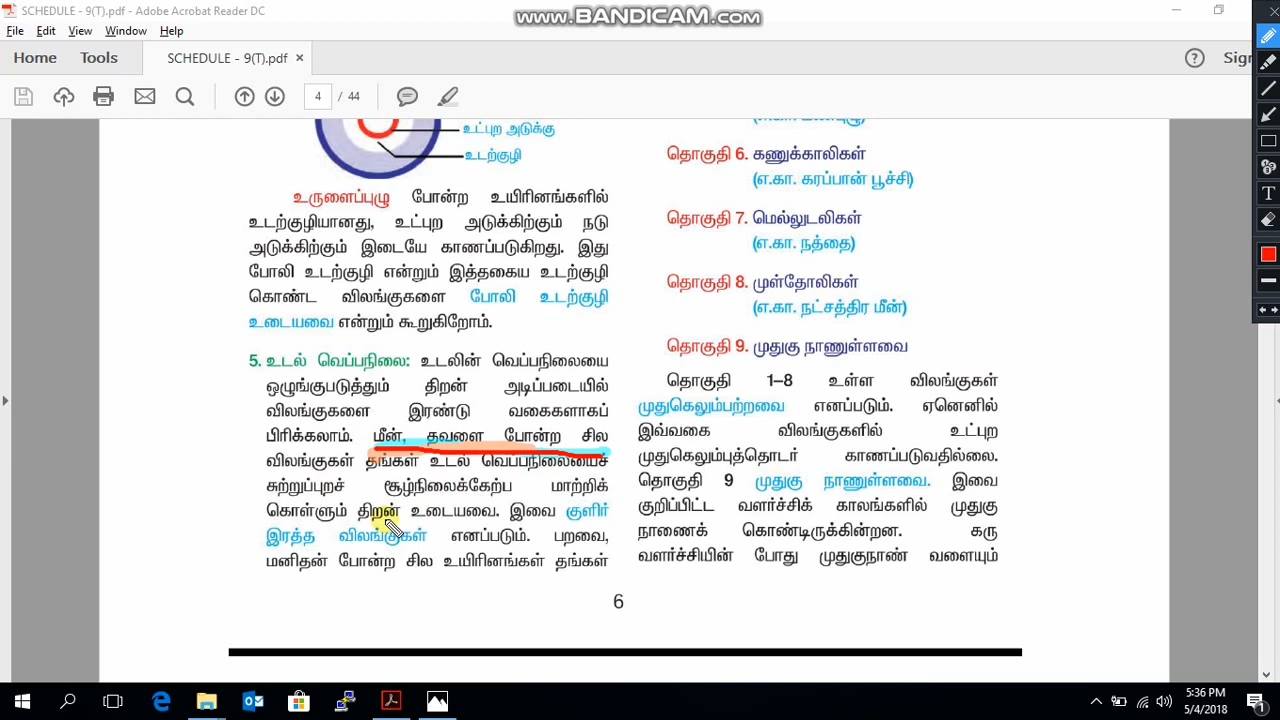 SCHEDULE - 9(T).pdf - Adobe Acrobat Reader DC
www.BANDICAM.com
File Edit View Window Help
Home Tools SCHEDULE - 9(T).pdf × Sign
4 / 44
உட்புற அடுக்கு
உடற்குழி
உருளைப்புழு போன்ற உயிரினங்களில்
உடற்குழியானது, உட்புற அடுக்கிற்கும் நடு
அடுக்கிற்கும் இடையே காணப்படுகிறது. இது
போலி உடற்குழி என்றும் இத்தகைய உடற்குழி
கொண்ட விலங்குகளை போலி உடற்குழி
உடையவை என்றும் கூறுகிறோம்.
5. உடல் வெப்பநிலை: உடலின் வெப்பநிலையை
ஒழுங்குபடுத்தும் திறன் அடிப்படையில்
விலங்குகளை இரண்டு வகைகளாகப்
பிரிக்கலாம். மீன், தவளை போன்ற சில
விலங்குகள் தங்கள் உடல் வெப்பநிலையைச்
சுற்றுப்புறச் சூழ்நிலைக்கேற்ப மாற்றிக்
கொள்ளும் திறன் உடையவை. இவை குளிர்
இரத்த விலங்குகள் எனப்படும். பறவை,
மனிதன் போன்ற சில உயிரினங்கள் தங்கள்
தொகுதி 6. கணுக்காலிகள்
(எ.கா. கரப்பான் பூச்சி)
தொகுதி 7. மெல்லுடலிகள்
(எ.கா. நத்தை)
தொகுதி 8. முள்தோலிகள்
(எ.கா. நட்சத்திர மீன்)
தொகுதி 9. முதுகு நாணுள்ளவை
தொகுதி 1–8 உள்ள விலங்குகள்
முதுகெலும்பற்றவை எனப்படும். ஏனெனில்
இவ்வகை விலங்குகளில் உட்புற
முதுகெலும்புத்தொடர் காணப்படுவதில்லை.
தொகுதி 9 முதுகு நாணுள்ளவை. இவை
குறிப்பிட்ட வளர்ச்சிக் காலங்களில் முதுகு
நாணைக் கொண்டிருக்கின்றன. கரு
வளர்ச்சியின் போது முதுகுநாண் வளையும்
6
5:36 PM
5/4/2018